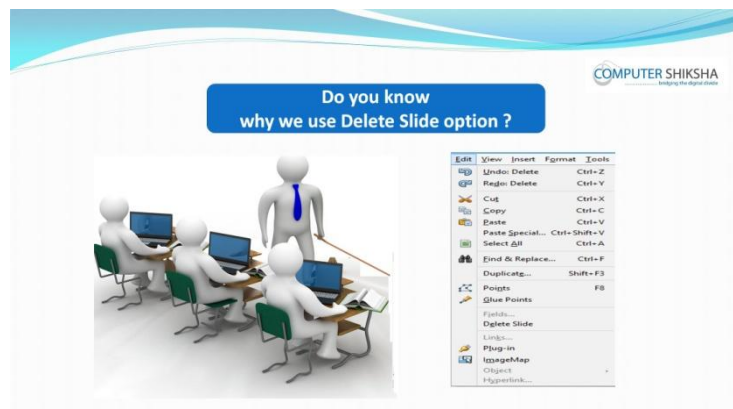 COMPUTER SHIKSHA
bridging the digital divide
Do you know
why we use Delete Slide option ?
Edit View Insert Format Tools
Undo: Delete Ctrl+Z
Redo: Delete Ctrl+Y
Cut Ctrl+X
Copy Ctrl+C
Paste Ctrl+V
Paste Special... Ctrl+Shift+V
Select All Ctrl+A
Find & Replace... Ctrl+F
Duplicate... Shift+F3
Points F8
Glue Points
Fields...
Delete Slide
Links...
Plug-in
ImageMap
Object
Hyperlink...